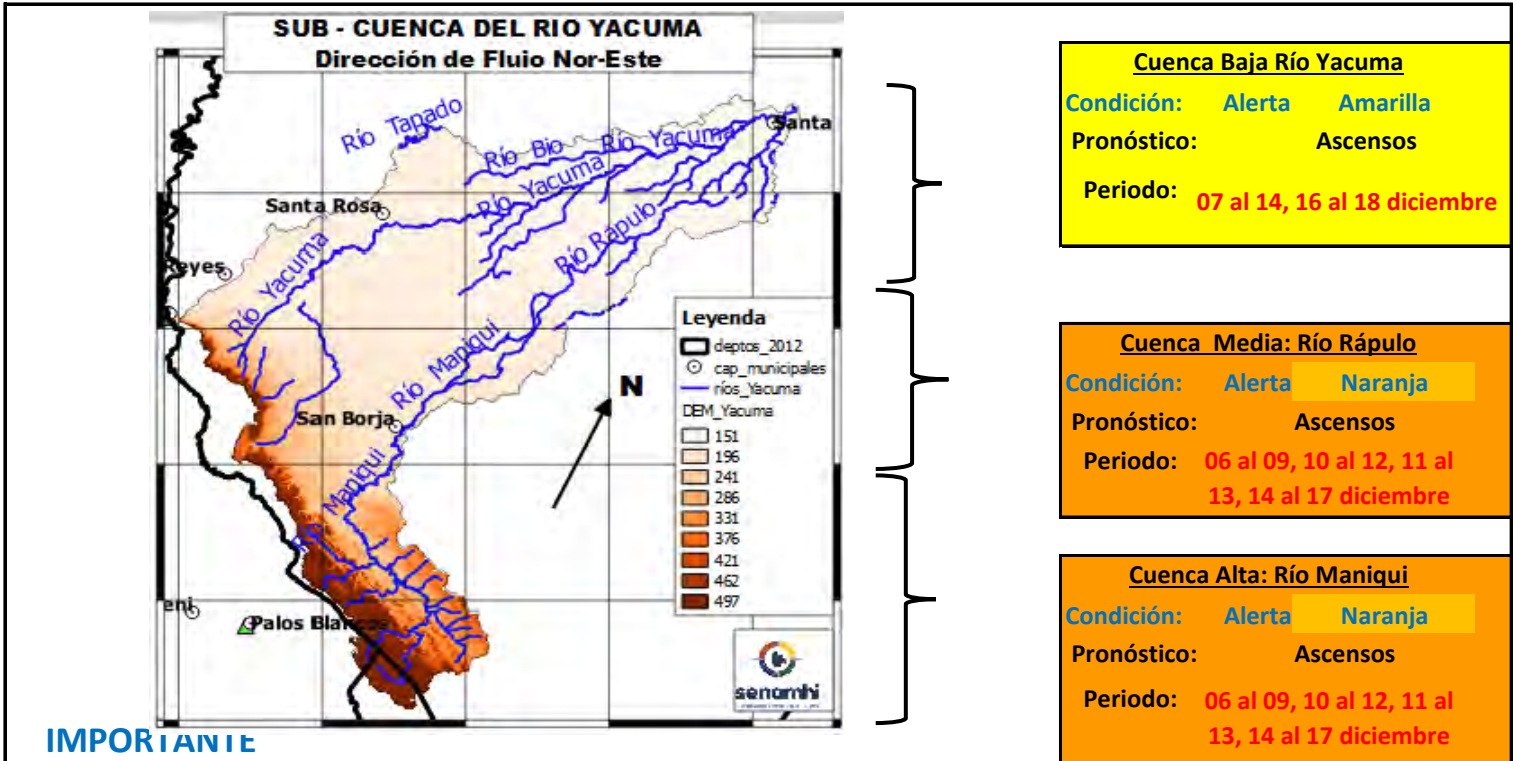 SUB - CUENCA DEL RIO YACUMA
Dirección de Fluio Nor-Este
Río Tapado
Santa
Río Bio
Río Yacuma
Río Yacuma
Santa Rosa
Río Rápulo
Reyes
Río Yacuma
Río Maniqui
San Borja
Río Maniqui
eni
Palos Blancos
N
Leyenda
deptos_2012
cap_municipales
ríos_Yacuma
DEM_Yacuma
151
196
241
286
331
376
421
462
497
senamhi
Cuenca Baja Río Yacuma
Condición: Alerta Amarilla
Pronóstico: Ascensos
Periodo: 07 al 14, 16 al 18 diciembre
Cuenca Media: Río Rápulo
Condición: Alerta Naranja
Pronóstico: Ascensos
Periodo: 06 al 09, 10 al 12, 11 al
13, 14 al 17 diciembre
Cuenca Alta: Río Maniqui
Condición: Alerta Naranja
Pronóstico: Ascensos
Periodo: 06 al 09, 10 al 12, 11 al
13, 14 al 17 diciembre
IMPORTANTE